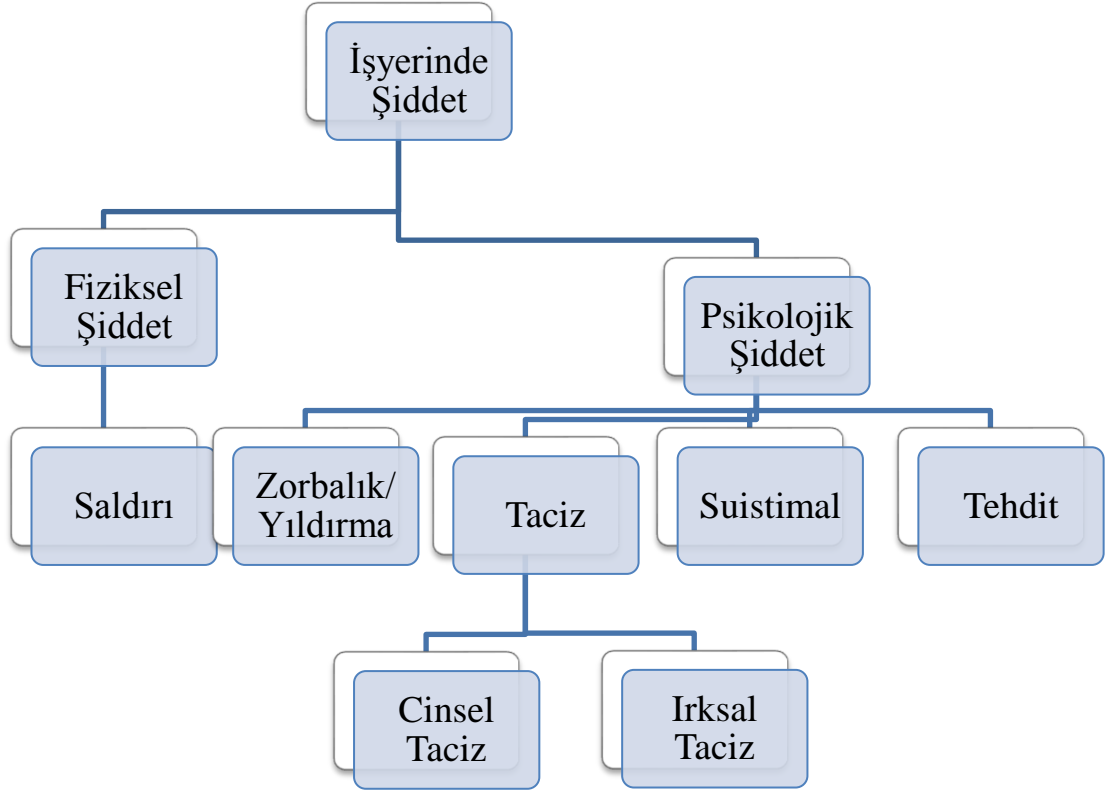 İşyerinde
Şiddet
Fiziksel
Şiddet
Psikolojik
Şiddet
Saldırı
Zorbalık/
Yıldırma
Taciz
Suistimal
Tehdit
Cinsel
Taciz
Irksal
Taciz